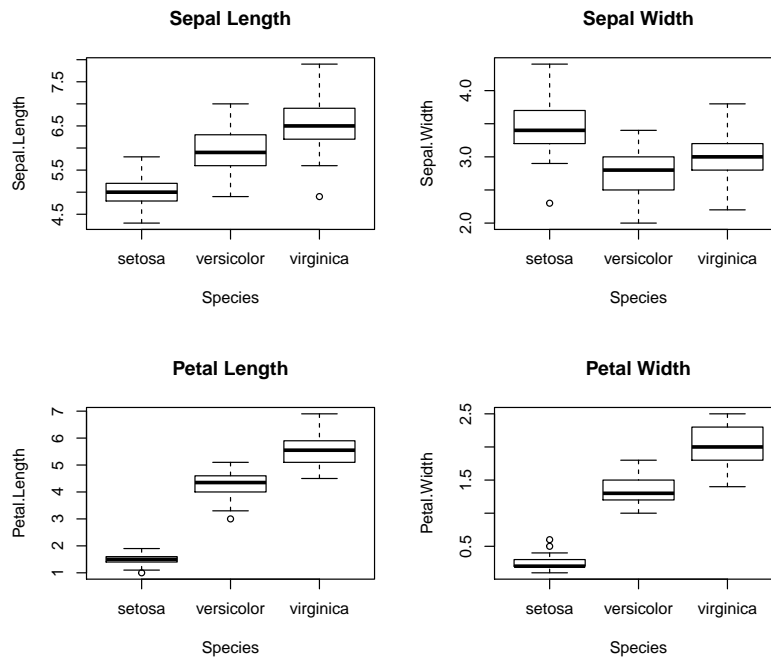 Sepal Length
Sepal.Length
4.5 5.5 6.5 7.5
setosa versicolor virginica
Species
Sepal Width
Sepal.Width
2.0 3.0 4.0
setosa versicolor virginica
Species
Petal Length
Petal.Length
1 2 3 4 5 6 7
setosa versicolor virginica
Species
Petal Width
Petal.Width
0.5 1.5 2.5
setosa versicolor virginica
Species